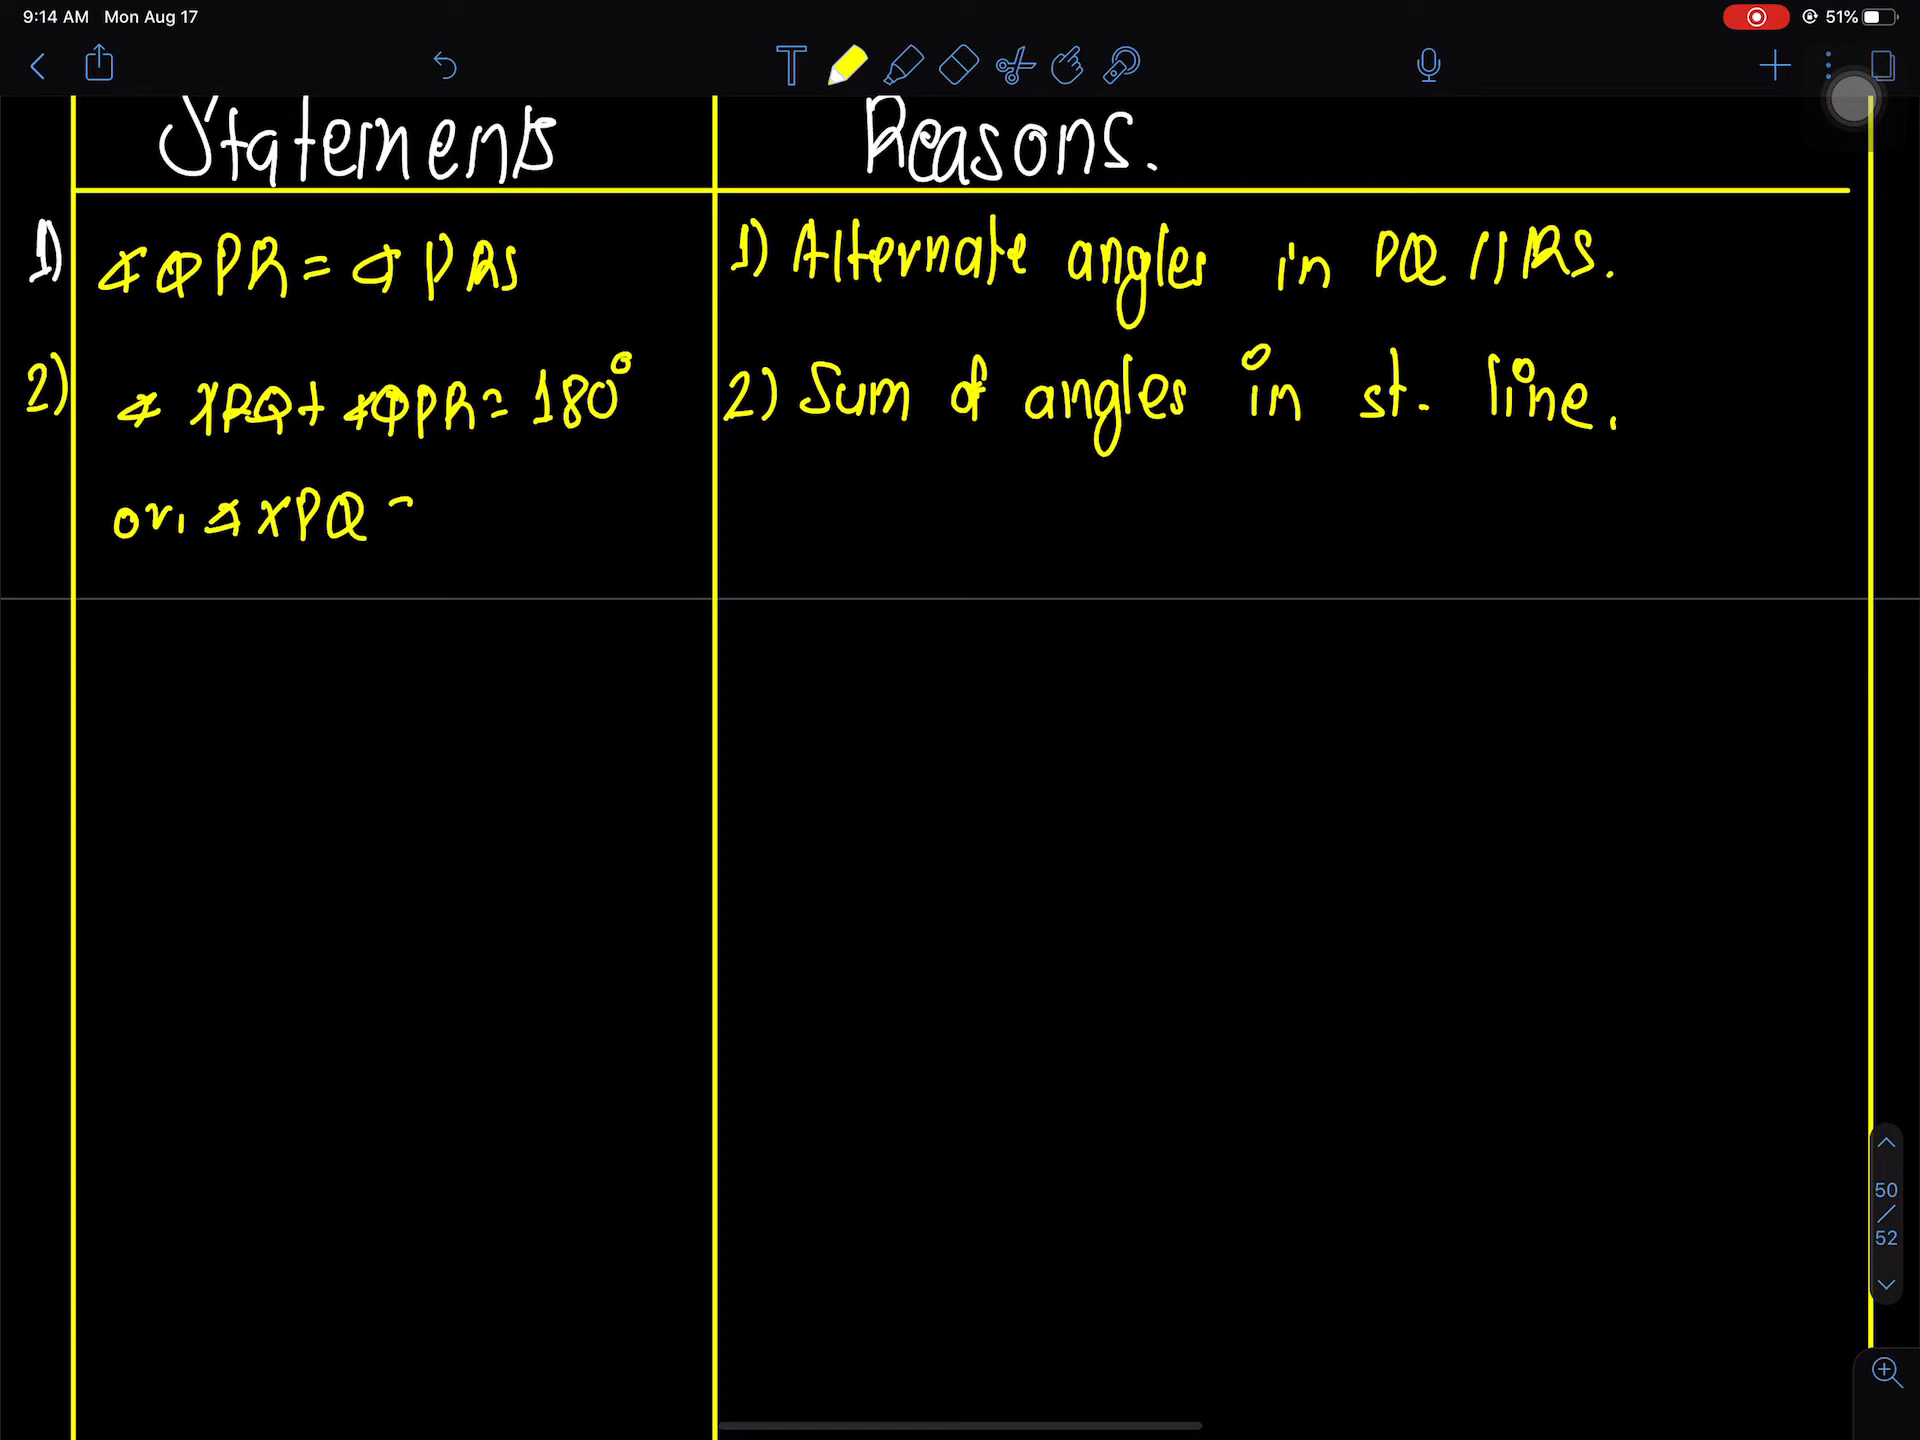 9:14 AM Mon Aug 17
51%
Statements
Reasons.
1) ∢QPR = ∢PRS
1) Alternate angles in PQ // RS.
2) ∢XPQ + ∢QPR = 180°
2) Sum of angles in st. line.
or, ∢XPQ -
50
/
52